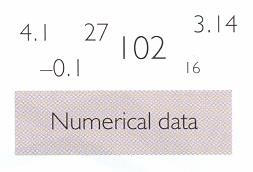 4.1 27 102 3.14
–0.1 16
Numerical data